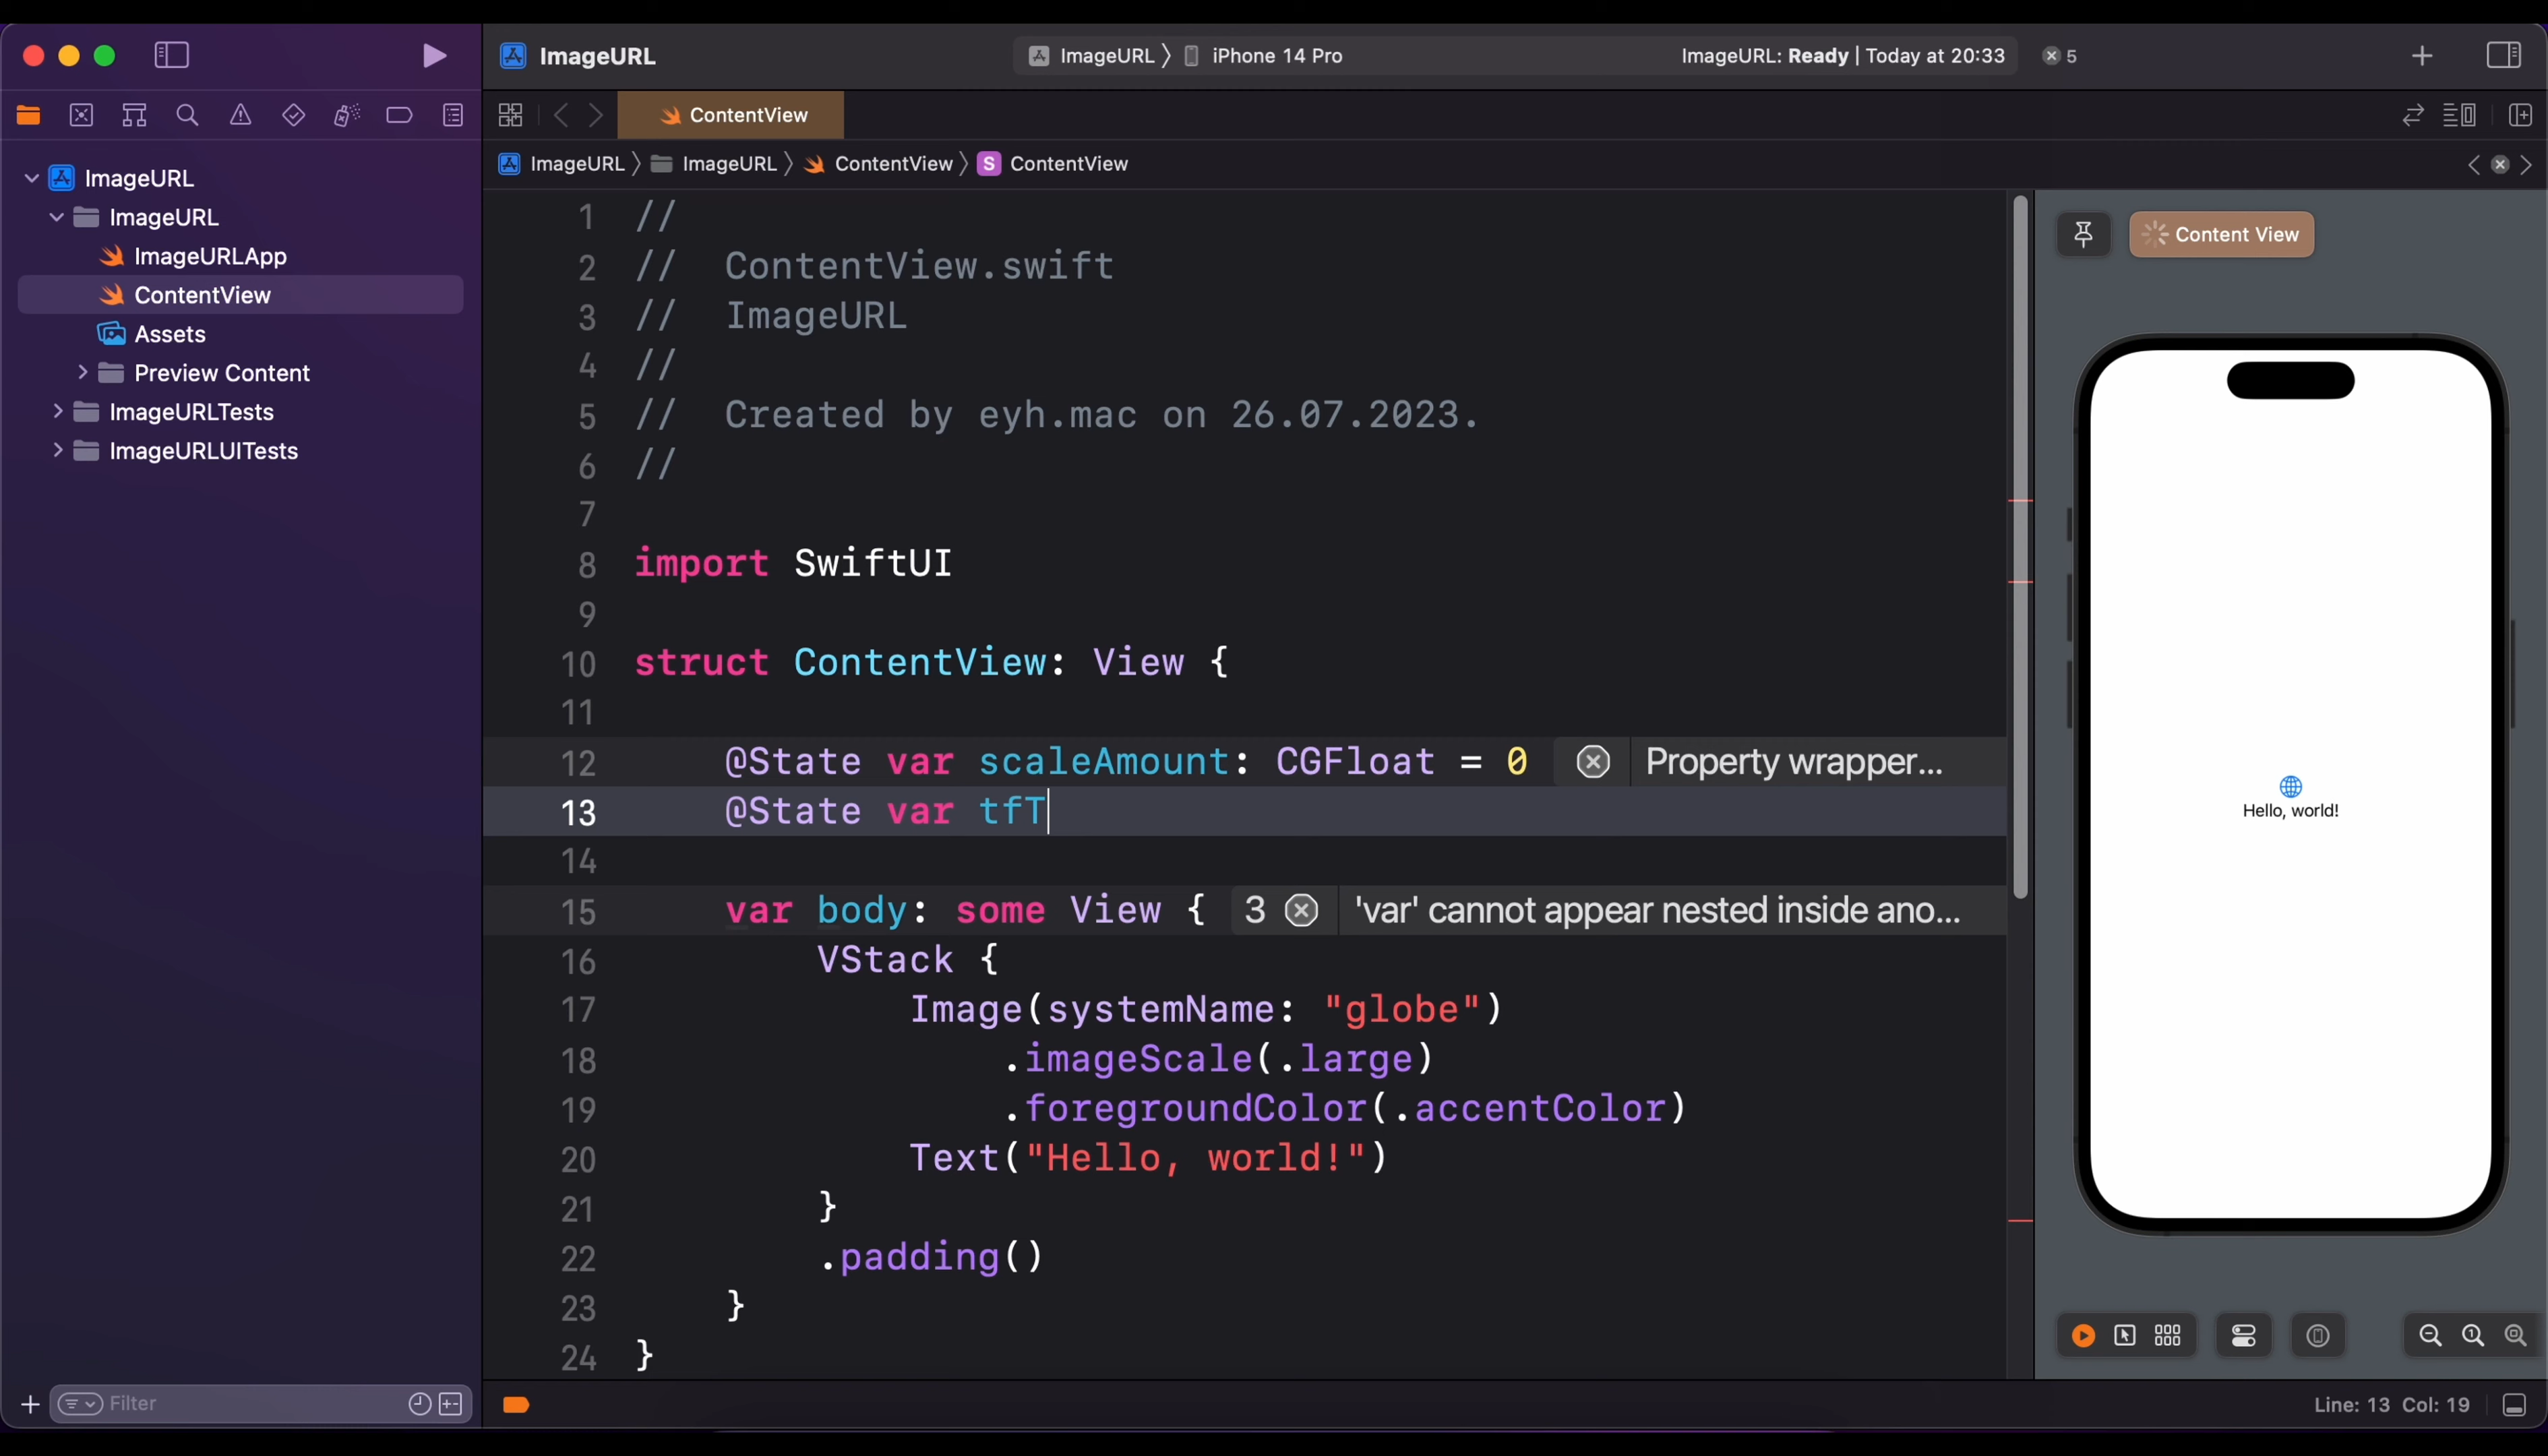 ImageURL
ImageURL
iPhone 14 Pro
ImageURL: Ready | Today at 20:33
5
ContentView
ImageURL
ImageURL
ContentView
S
ContentView
ImageURL
ImageURL
ImageURLApp
ContentView
Assets
Preview Content
ImageURLTests
ImageURLUITests
1 //
2 //  ContentView.swift
3 //  ImageURL
4 //
5 //  Created by eyh.mac on 26.07.2023.
6 //
7
8 import SwiftUI
9
10 struct ContentView: View {
11
12     @State var scaleAmount: CGFloat = 0 Property wrapper...
13     @State var tfT
14
15     var body: some View { 3 'var' cannot appear nested inside ano...
16         VStack {
17             Image(systemName: "globe")
18                 .imageScale(.large)
19                 .foregroundColor(.accentColor)
20             Text("Hello, world!")
21         }
22         .padding()
23     }
24 }
Content View
Hello, world!
Filter
Line: 13 Col: 19